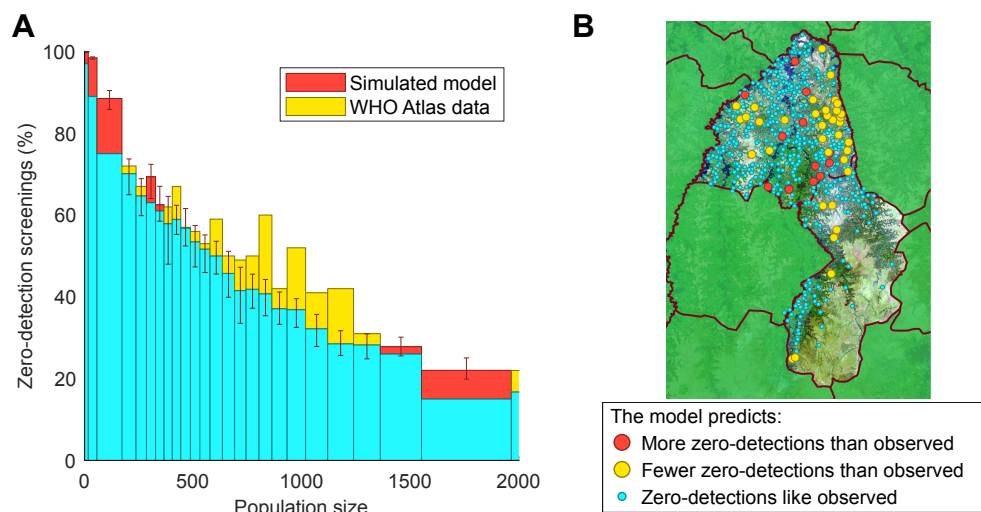 A
B
100
80
60
40
20
0
Zero-detection screenings (%)
0
500
1000
1500
2000
Population size
Simulated model
WHO Atlas data
The model predicts:
More zero-detections than observed
Fewer zero-detections than observed
Zero-detections like observed